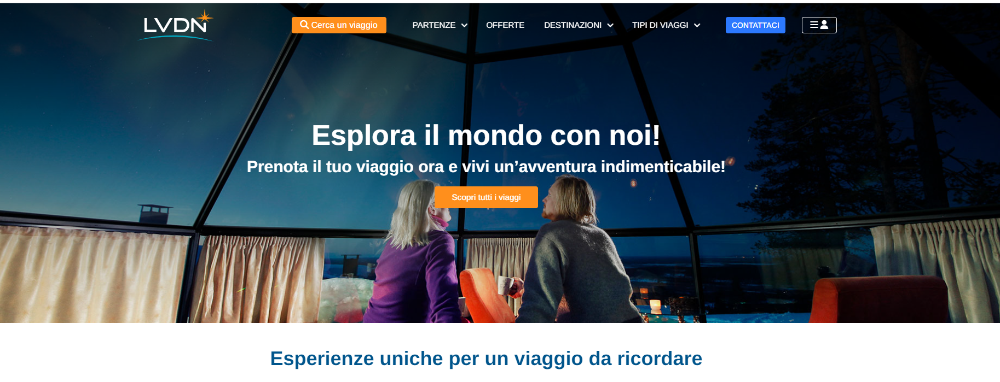 LVDN
Cerca un viaggio
PARTENZE
OFFERTE
DESTINAZIONI
TIPI DI VIAGGI
CONTATTACI
Esplora il mondo con noi!
Prenota il tuo viaggio ora e vivi un’avventura indimenticabile!
Scopri tutti i viaggi
Esperienze uniche per un viaggio da ricordare